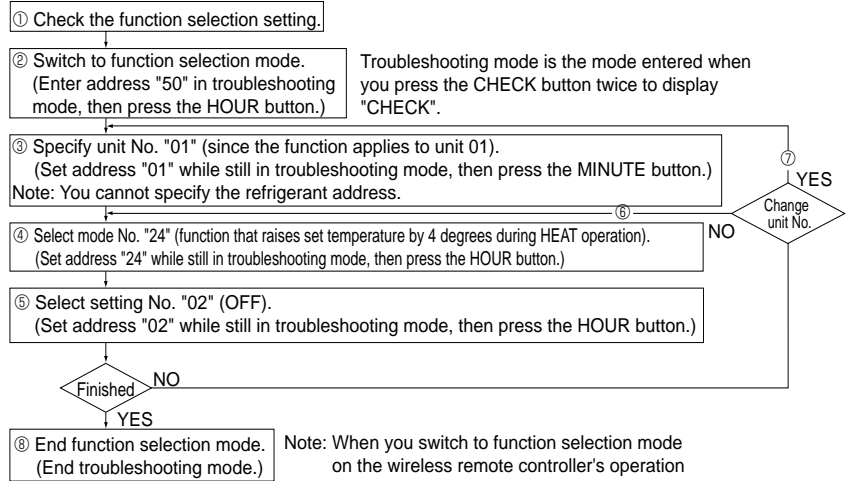 ① Check the function selection setting.
② Switch to function selection mode.
(Enter address "50" in troubleshooting
mode, then press the HOUR button.)
Troubleshooting mode is the mode entered when
you press the CHECK button twice to display
"CHECK".
③ Specify unit No. "01" (since the function applies to unit 01).
(Set address "01" while still in troubleshooting mode, then press the MINUTE button.)
Note: You cannot specify the refrigerant address.
⑦
YES
Change
unit No.
⑥
NO
④ Select mode No. "24" (function that raises set temperature by 4 degrees during HEAT operation).
(Set address "24" while still in troubleshooting mode, then press the HOUR button.)
⑤ Select setting No. "02" (OFF).
(Set address "02" while still in troubleshooting mode, then press the HOUR button.)
Finished
NO
YES
⑧ End function selection mode.
(End troubleshooting mode.)
Note: When you switch to function selection mode
on the wireless remote controller's operation